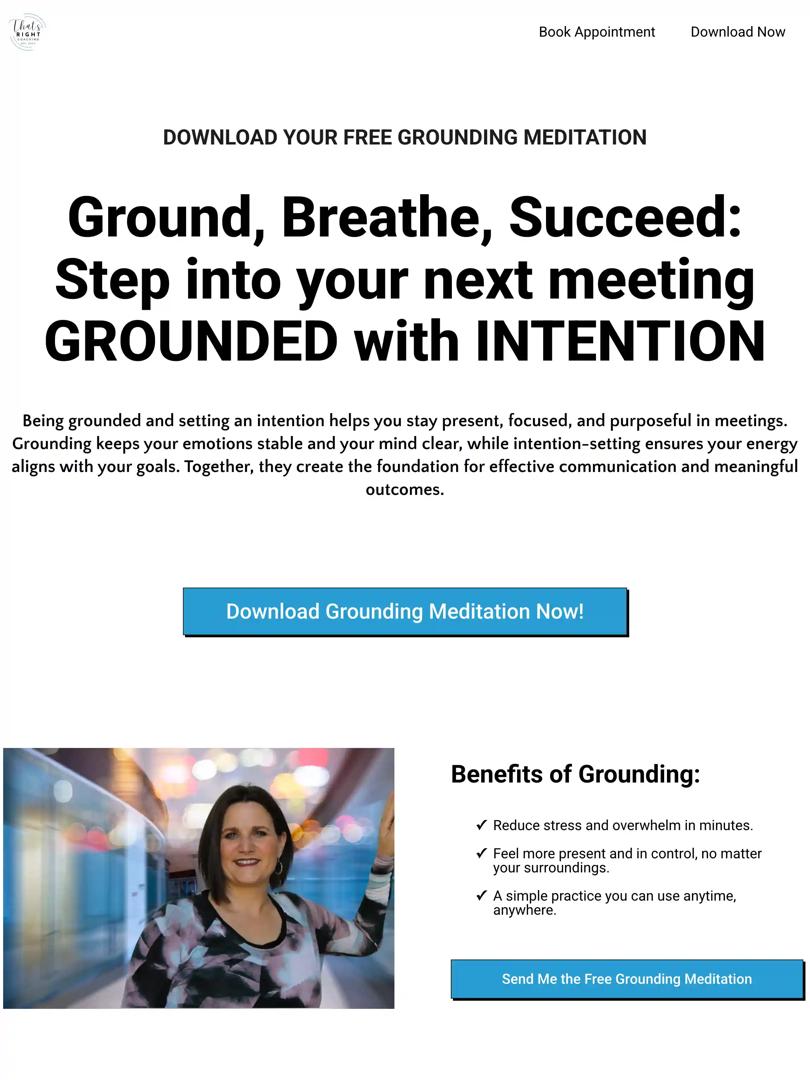 That's
RIGHT
COACHING
Book Appointment
Download Now
DOWNLOAD YOUR FREE GROUNDING MEDITATION
Ground, Breathe, Succeed:
Step into your next meeting
GROUNDED with INTENTION
Being grounded and setting an intention helps you stay present, focused, and purposeful in meetings.
Grounding keeps your emotions stable and your mind clear, while intention-setting ensures your energy
aligns with your goals. Together, they create the foundation for effective communication and meaningful
outcomes.
Download Grounding Meditation Now!
Benefits of Grounding:
✓ Reduce stress and overwhelm in minutes.
✓ Feel more present and in control, no matter
your surroundings.
✓ A simple practice you can use anytime,
anywhere.
Send Me the Free Grounding Meditation